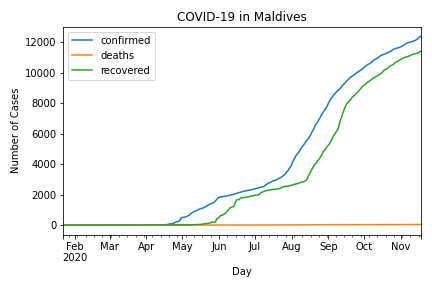 COVID-19 in Maldives
confirmed
deaths
recovered
Number of Cases
12000
10000
8000
6000
4000
2000
0
Feb Mar Apr May Jun Jul Aug Sep Oct Nov
2020
Day